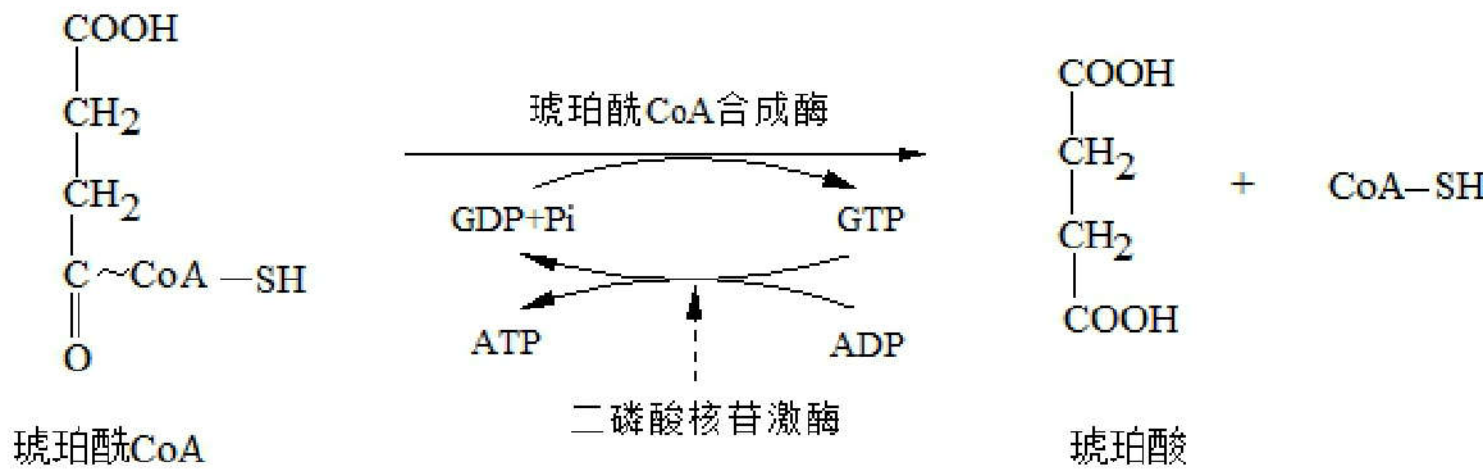 COOH
CH2
CH2
C~CoA—SH
O
琥珀酰CoA
琥珀酰CoA合成酶
GDP+Pi
GTP
ATP
ADP
二磷酸核苷激酶
COOH
CH2
CH2
COOH
琥珀酸
+
CoA–SH